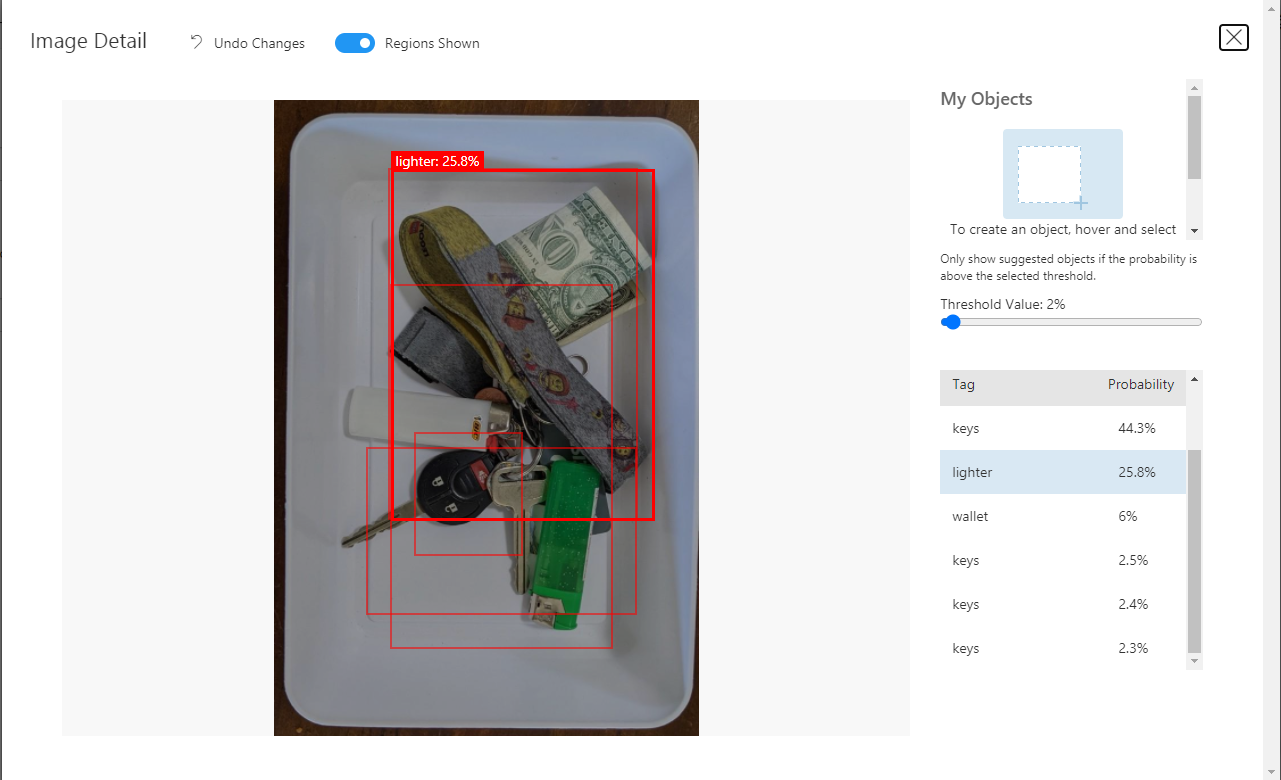 Image Detail
Undo Changes
Regions Shown
lighter: 25.8%
My Objects
To create an object, hover and select
Only show suggested objects if the probability is
above the selected threshold.
Threshold Value: 2%
Tag Probability
keys 44.3%
lighter 25.8%
wallet 6%
keys 2.5%
keys 2.4%
keys 2.3%